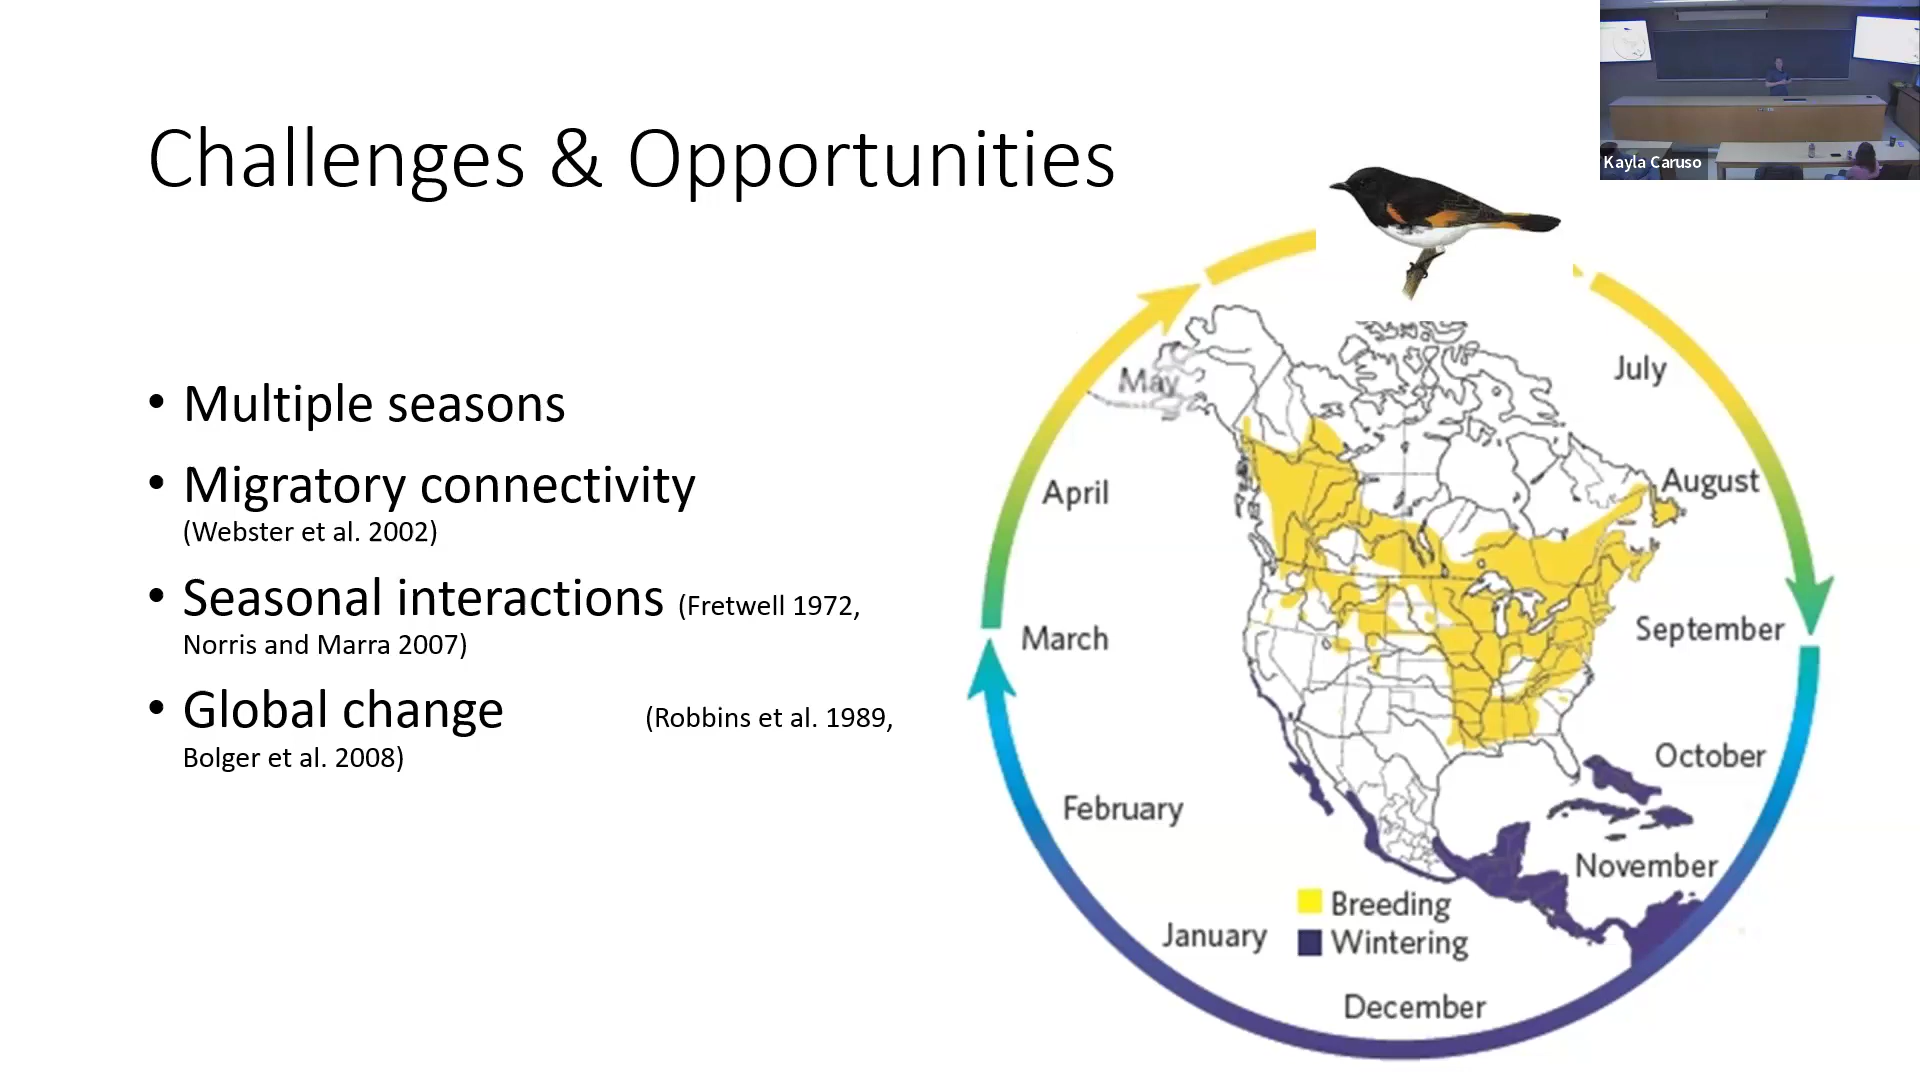 Challenges & Opportunities
Kayla Caruso
• Multiple seasons
• Migratory connectivity
(Webster et al. 2002)
• Seasonal interactions (Fretwell 1972,
Norris and Marra 2007)
• Global change (Robbins et al. 1989,
Bolger et al. 2008)
July
May
August
April
September
March
October
February
November
Breeding
January
Wintering
December